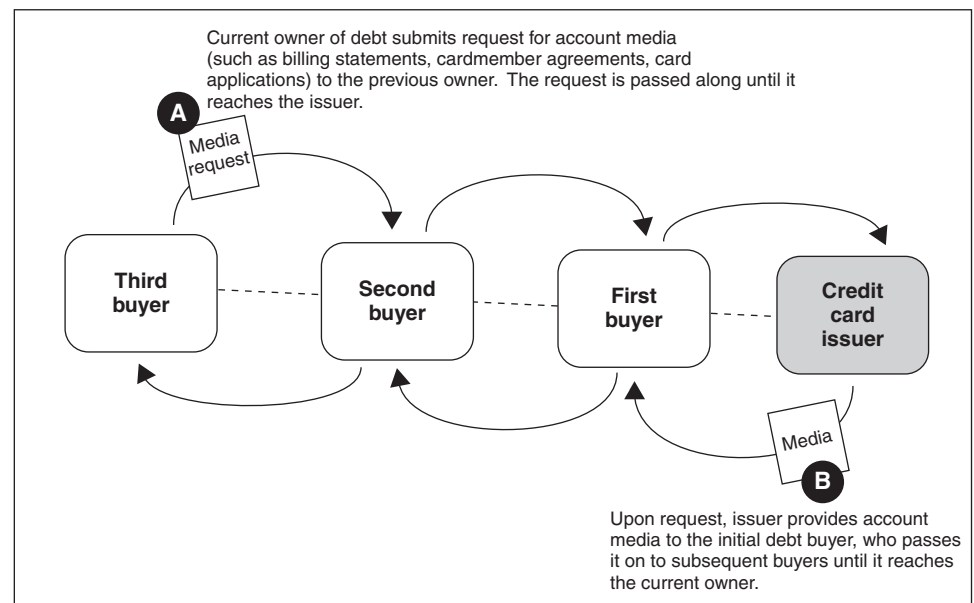 Current owner of debt submits request for account media
(such as billing statements, cardmember agreements, card
applications) to the previous owner. The request is passed along until it
reaches the issuer.
A
Media
request
Third
buyer
Second
buyer
First
buyer
Credit
card
issuer
Media
B
Upon request, issuer provides account
media to the initial debt buyer, who passes
it on to subsequent buyers until it reaches
the current owner.